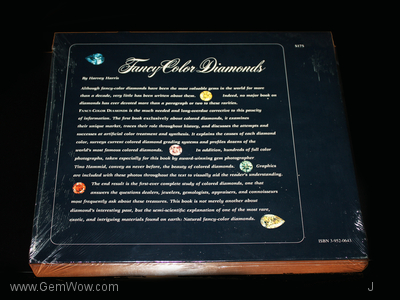 $175
Fancy Color Diamonds
By Harvey Harris
Although fancy-color diamonds have been the most valuable gems in the world for more
than a decade, very little has been written about them. Indeed, no major book on
diamonds has ever devoted more than a paragraph or two to these rarities.
FANCY-COLOR DIAMONDS is the much needed and long-overdue corrective to this paucity
of information. The first book exclusively about colored diamonds, it examines
their unique market, traces their role throughout history, and discusses the attempts and
successes at artificial color treatment and synthesis. It explains the causes of each diamond
color, surveys current colored diamond grading systems and profiles dozens of the
world's most famous colored diamonds. In addition, hundreds of full color
photographs, taken especially for this book by award-winning gem photographer
Tino Hammid, convey as never before, the beauty of colored diamonds. Graphics
are included with these photographs throughout the text to visually aid the reader's understanding.
The end result is the first-ever complete study of colored diamonds, one that
answers the questions dealers, jewelers, gemologists, appraisers, and connoisseurs
most frequently ask about these treasures. This book is not merely another about
diamond's interesting past, but the semi-scientific explanation of one of the most rare,
exotic, and intriguing materials found on earth: Natural fancy-color diamonds.
www.GemWow.com
J